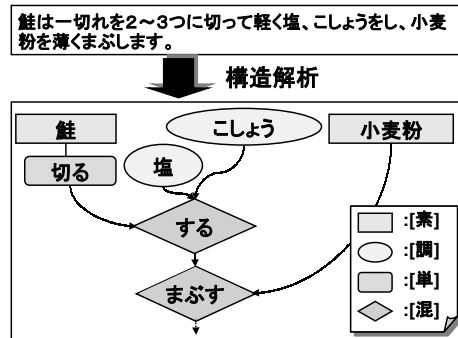 鮭は一切れを２～３つに切って軽く塩、こしょうをし、小麦
粉を薄くまぶします。
構造解析
鮭
こしょう
小麦粉
切る
塩
する
まぶす
:[素]
:[調]
:[単]
:[混]